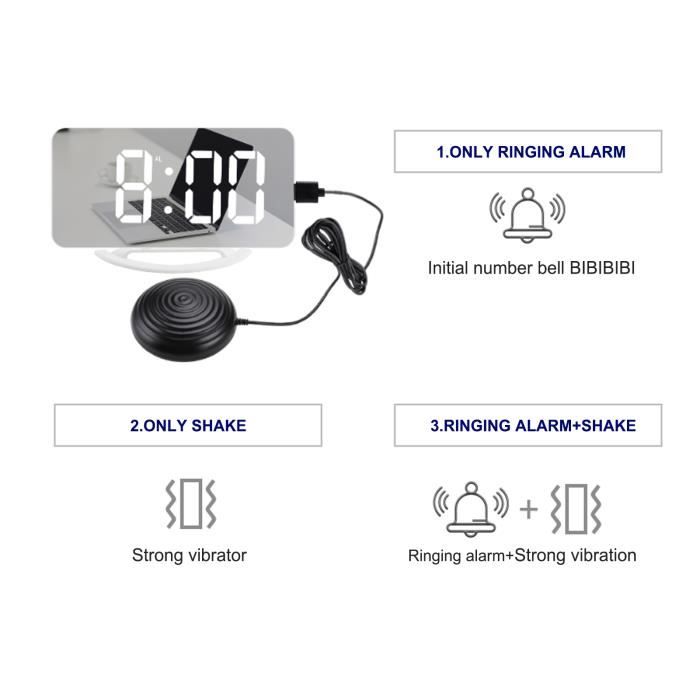 AL
8:00
1.ONLY RINGING ALARM
Initial number bell BIBIBIBI
2.ONLY SHAKE
Strong vibrator
3.RINGING ALARM+SHAKE
+
Ringing alarm+Strong vibration